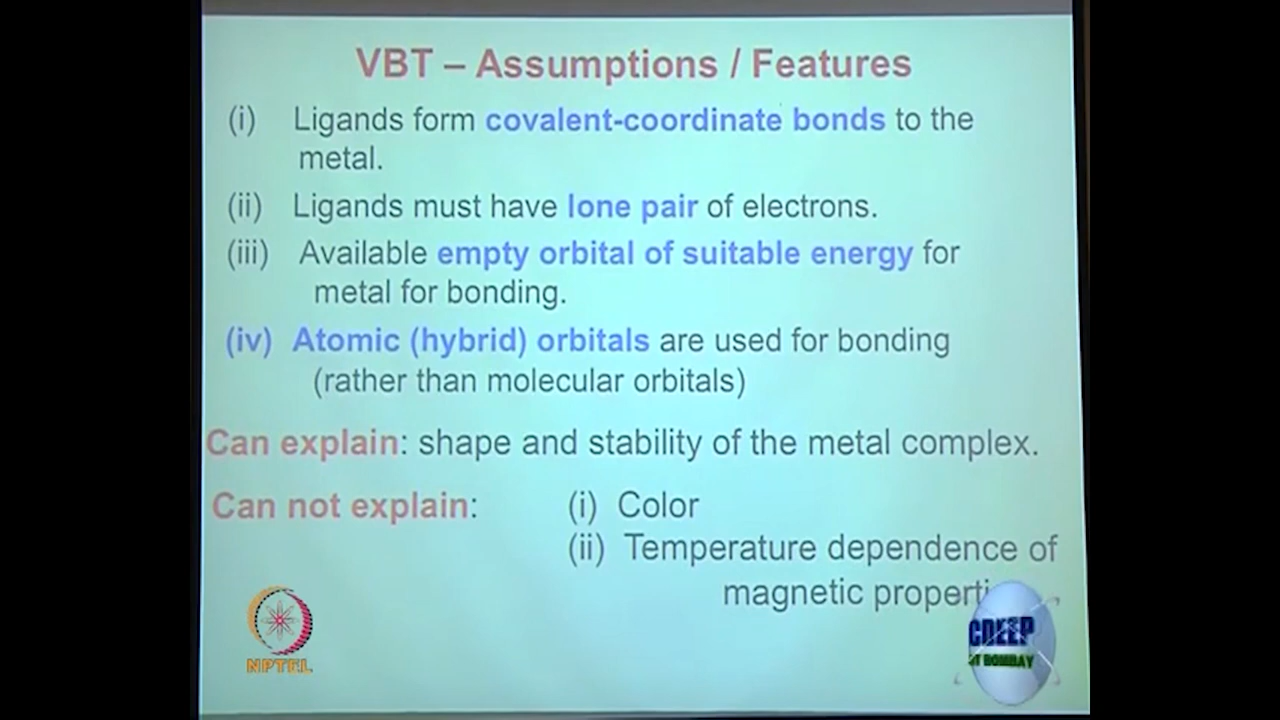 VBT – Assumptions / Features
(i) Ligands form covalent-coordinate bonds to the
metal.
(ii) Ligands must have lone pair of electrons.
(iii) Available empty orbital of suitable energy for
metal for bonding.
(iv) Atomic (hybrid) orbitals are used for bonding
(rather than molecular orbitals)
Can explain: shape and stability of the metal complex.
Can not explain: (i) Color
(ii) Temperature dependence of
magnetic properti
NPTEL
CDEEP
IIT BOMBAY